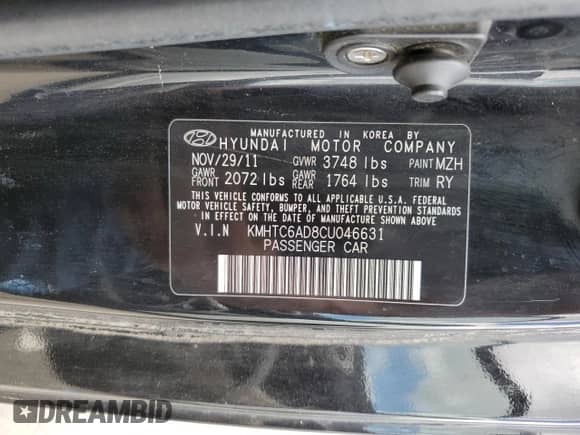 MANUFACTURED IN KOREA BY
HYUNDAI MOTOR COMPANY
NOV/29/11 GVWR 3748 lbs PAINT MZH
GAWR FRONT 2072 lbs GAWR REAR 1764 lbs TRIM RY
THIS VEHICLE CONFORMS TO ALL APPLICABLE U.S.A. FEDERAL
MOTOR VEHICLE SAFETY, BUMPER, AND THEFT PREVENTION STANDARDS
IN EFFECT ON THE DATE OF MANUFACTURE SHOWN ABOVE
V.I.N KMHTC6AD8CU046631
PASSENGER CAR
DREAMBID